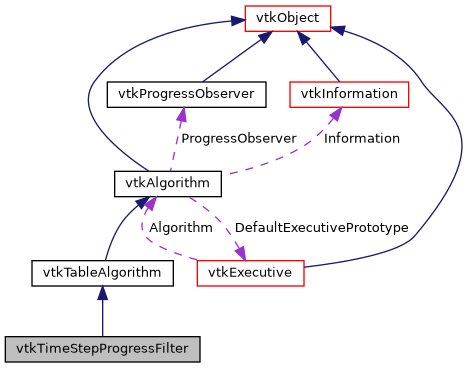 vtkObject
vtkProgressObserver
vtkInformation
ProgressObserver
Information
vtkAlgorithm
Algorithm
DefaultExecutivePrototype
vtkTableAlgorithm
vtkExecutive
vtkTimeStepProgressFilter